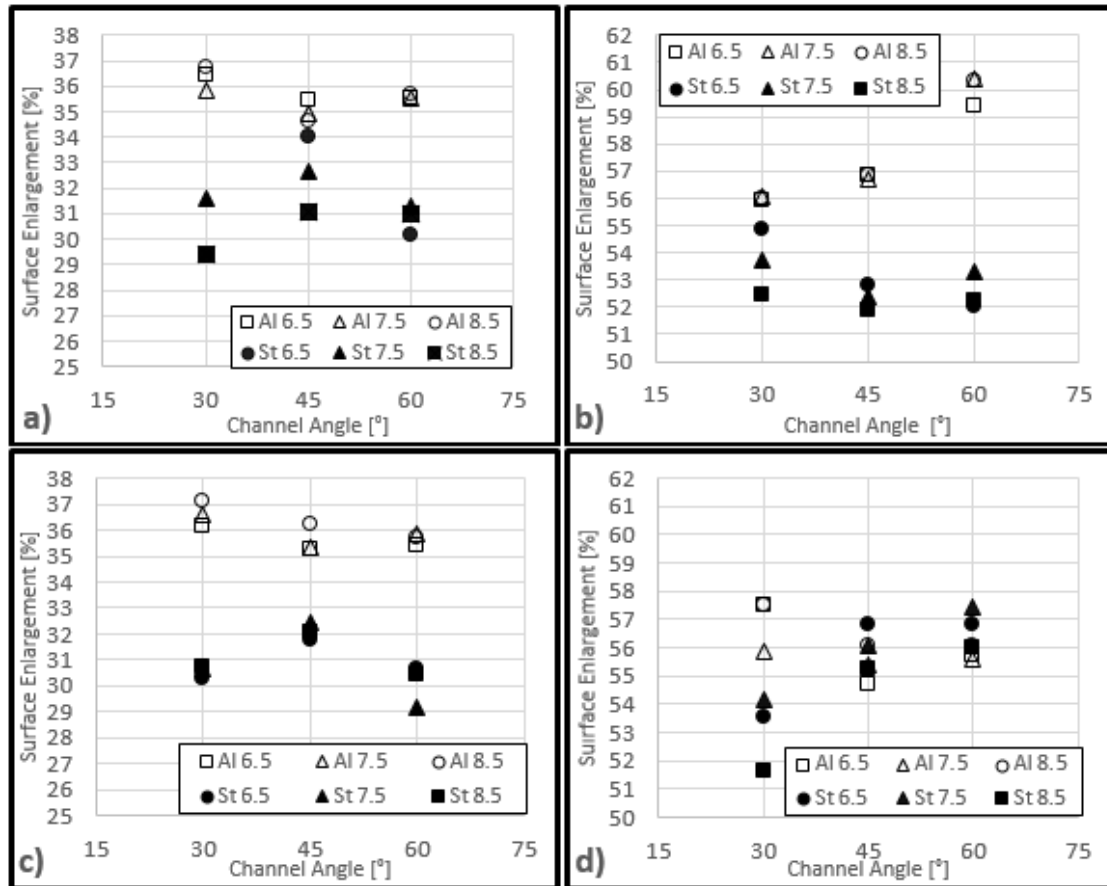 38
37
36
35
34
33
32
31
30
29
28
27
26
25
Surface Enlargement [%]
Al 6.5 Al 7.5 Al 8.5
St 6.5 St 7.5 St 8.5
15 30 45 60 75
Channel Angle [°]
a)
62
61
60
59
58
57
56
55
54
53
52
51
50
Surface Enlargement [%]
Al 6.5 Al 7.5 Al 8.5
St 6.5 St 7.5 St 8.5
15 30 45 60 75
Channel Angle [°]
b)
38
37
36
35
34
33
32
31
30
29
28
27
26
25
Surface Enlargement [%]
Al 6.5 Al 7.5 Al 8.5
St 6.5 St 7.5 St 8.5
15 30 45 60 75
Channel Angle [°]
c)
62
61
60
59
58
57
56
55
54
53
52
51
50
Surface Enlargement [%]
Al 6.5 Al 7.5 Al 8.5
St 6.5 St 7.5 St 8.5
15 30 45 60 75
Channel Angle [°]
d)